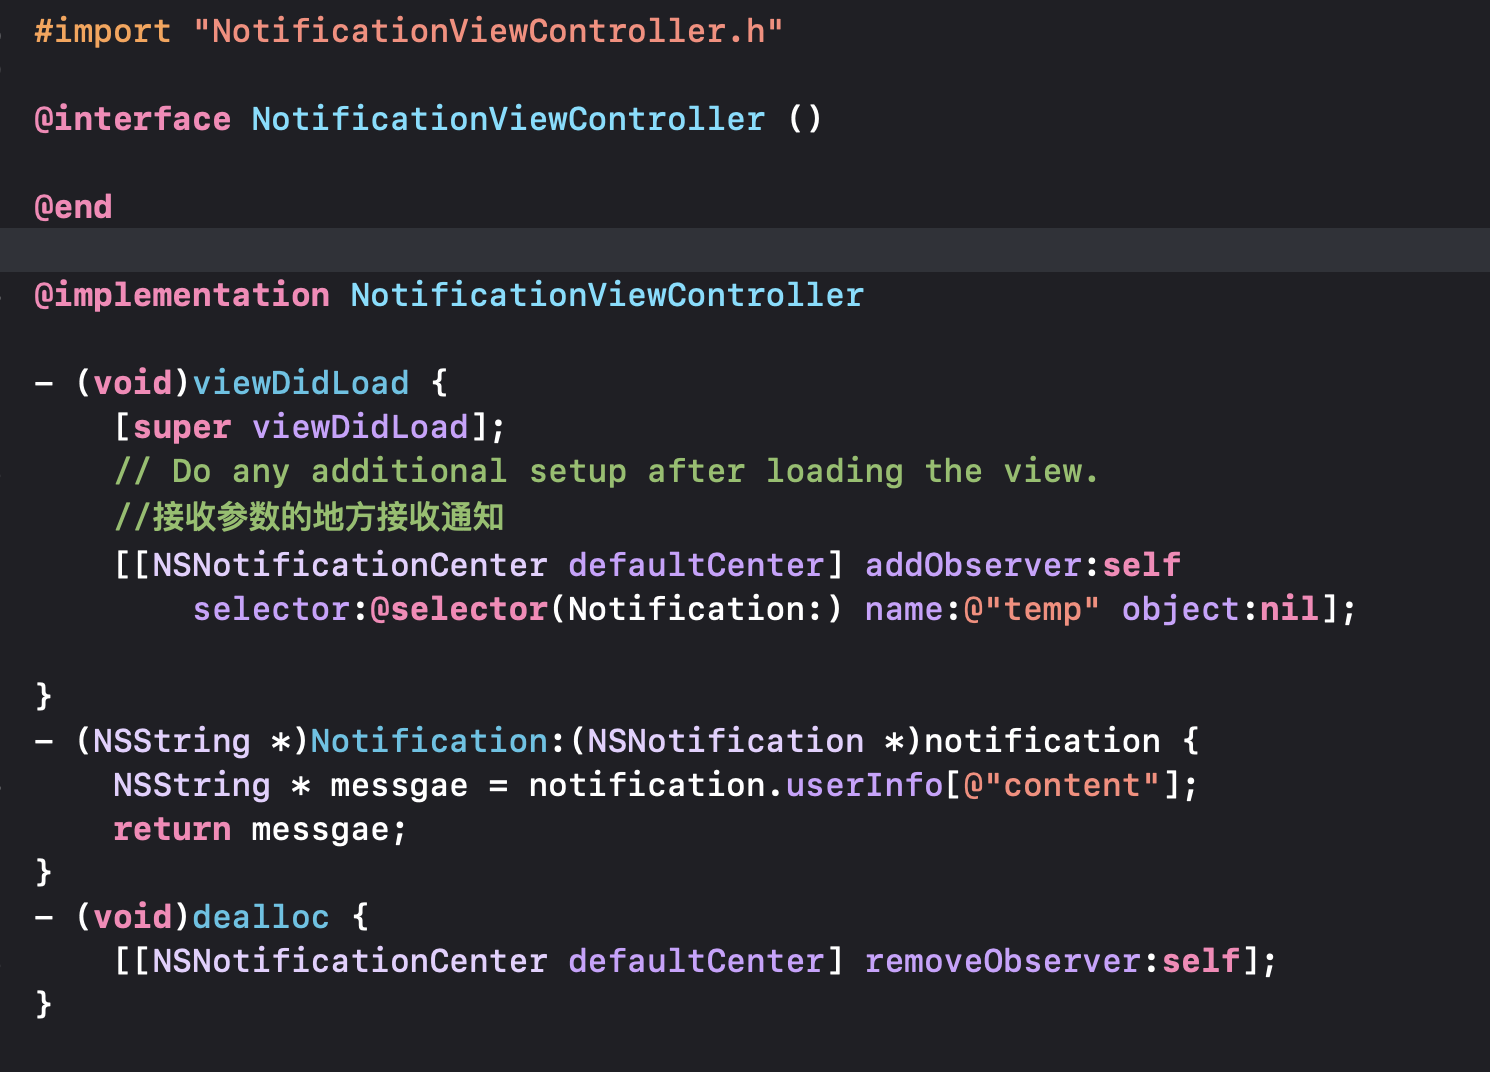 #import "NotificationViewController.h"
@interface NotificationViewController ()
@end
@implementation NotificationViewController
- (void)viewDidLoad {
[super viewDidLoad];
// Do any additional setup after loading the view.
//接收参数的地方接收通知
[[NSNotificationCenter defaultCenter] addObserver:self
selector:@selector(Notification:) name:@"temp" object:nil];
}
- (NSString *)Notification:(NSNotification *)notification {
NSString * messgae = notification.userInfo[@"content"];
return messgae;
}
- (void)dealloc {
[[NSNotificationCenter defaultCenter] removeObserver:self];
}